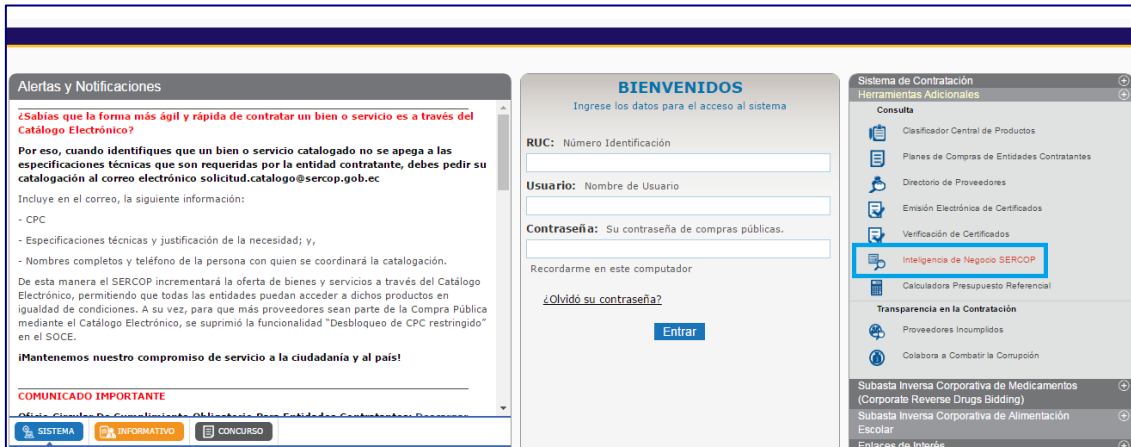 Alertas y Notificaciones
¿Sabías que la forma más ágil y rápida de contratar un bien o servicio es a través del
Catálogo Electrónico?
Por eso, cuando identifiques que un bien o servicio catalogado no se apega a las
especificaciones técnicas que son requeridas por la entidad contratante, debes pedir su
catalogación al correo electrónico solicitud.catalogo@sercop.gob.ec
Incluye en el correo, la siguiente información:
- CPC
- Especificaciones técnicas y justificación de la necesidad; y,
- Nombres completos y teléfono de la persona con quien se coordinará la catalogación.
De esta manera el SERCOP incrementará la oferta de bienes y servicios a través del Catálogo
Electrónico, permitiendo que todas las entidades puedan acceder a dichos productos en
igualdad de condiciones. A su vez, para que más proveedores sean parte de la Compra Pública
mediante el Catálogo Electrónico, se suprimió la funcionalidad "Desbloqueo de CPC restringido"
en el SOCE.
¡Mantenemos nuestro compromiso de servicio a la ciudadanía y al país!
COMUNICADO IMPORTANTE
Oficio Circular De Cumplimiento Obligatorio Para Entidades Contratantes: Descargar
SISTEMA
INFORMATIVO
CONCURSO
BIENVENIDOS
Ingrese los datos para el acceso al sistema
RUC: Número Identificación
Usuario: Nombre de Usuario
Contraseña: Su contraseña de compras públicas.
Recordarme en este computador
¿Olvidó su contraseña?
Entrar
Sistema de Contratación
Herramientas Adicionales
Consulta
Clasificador Central de Productos
Planes de Compras de Entidades Contratantes
Directorio de Proveedores
Emisión Electrónica de Certificados
Verificación de Certificados
Inteligencia de Negocio SERCOP
Calculadora Presupuesto Referencial
Transparencia en la Contratación
Proveedores Incumplidos
Colabora a Combatir la Corrupción
Subasta Inversa Corporativa de Medicamentos
(Corporate Reverse Drugs Bidding)
Subasta Inversa Corporativa de Alimentación
Escolar
Enlaces de Interés